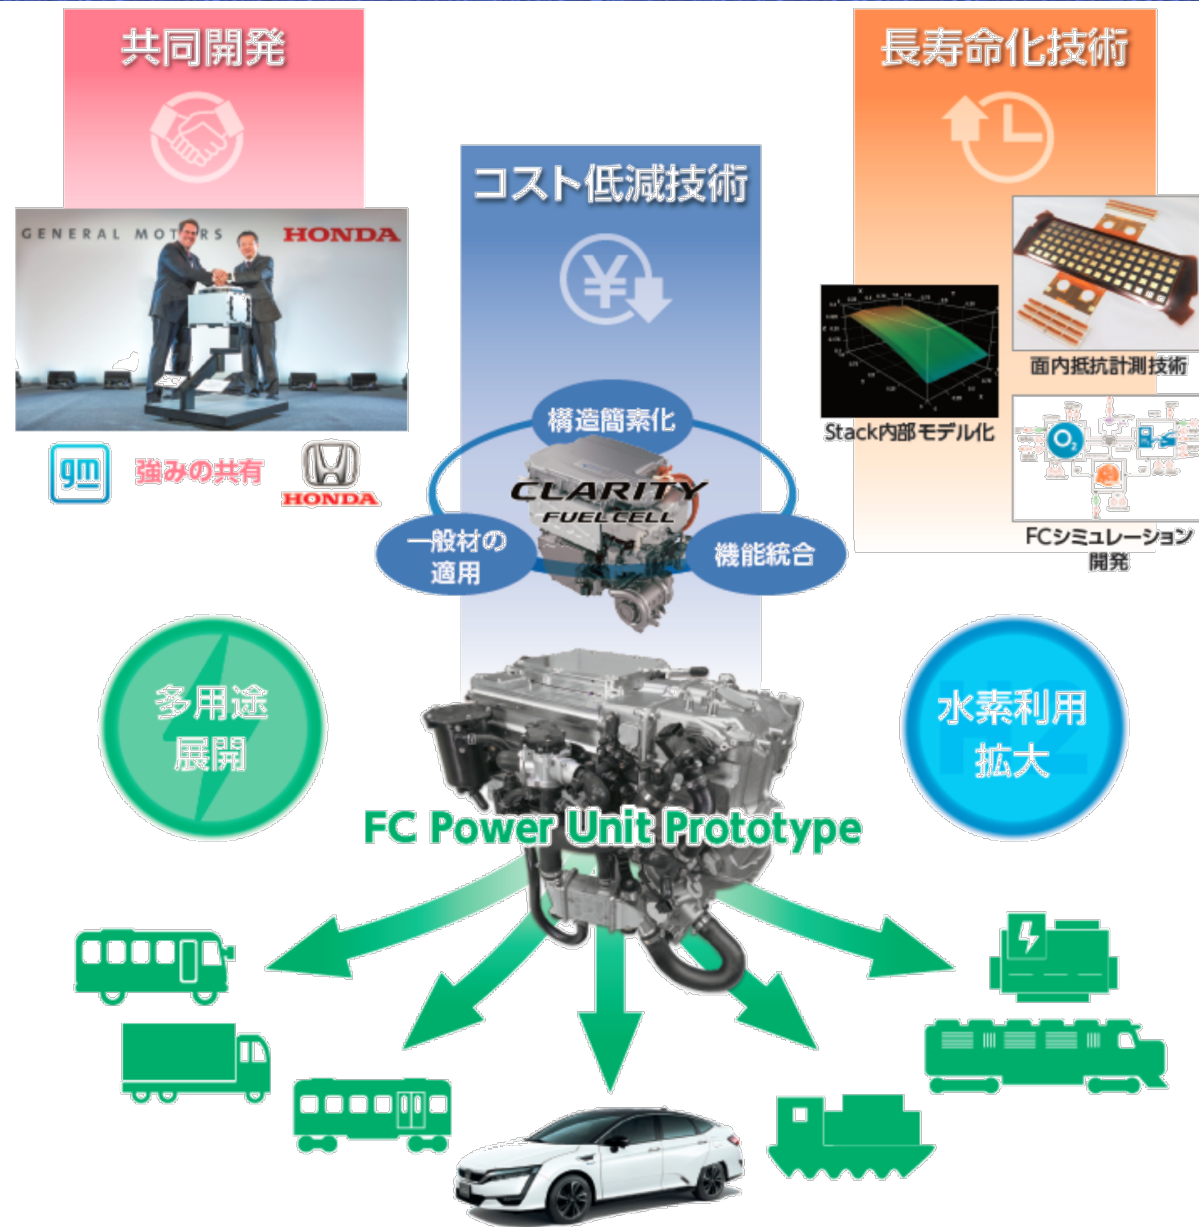 共同開発
長寿命化技術
コスト低減技術
GENERAL MOTORS
HONDA
¥
面内抵抗計測技術
Stack内部モデル化
構造簡素化
gm
強みの共有
HONDA
CLARITY
FUEL CELL
一般材の
適用
機能統合
O₂
FCシミュレーション
開発
多用途
展開
水素利用
拡大
H2
FC Power Unit Prototype